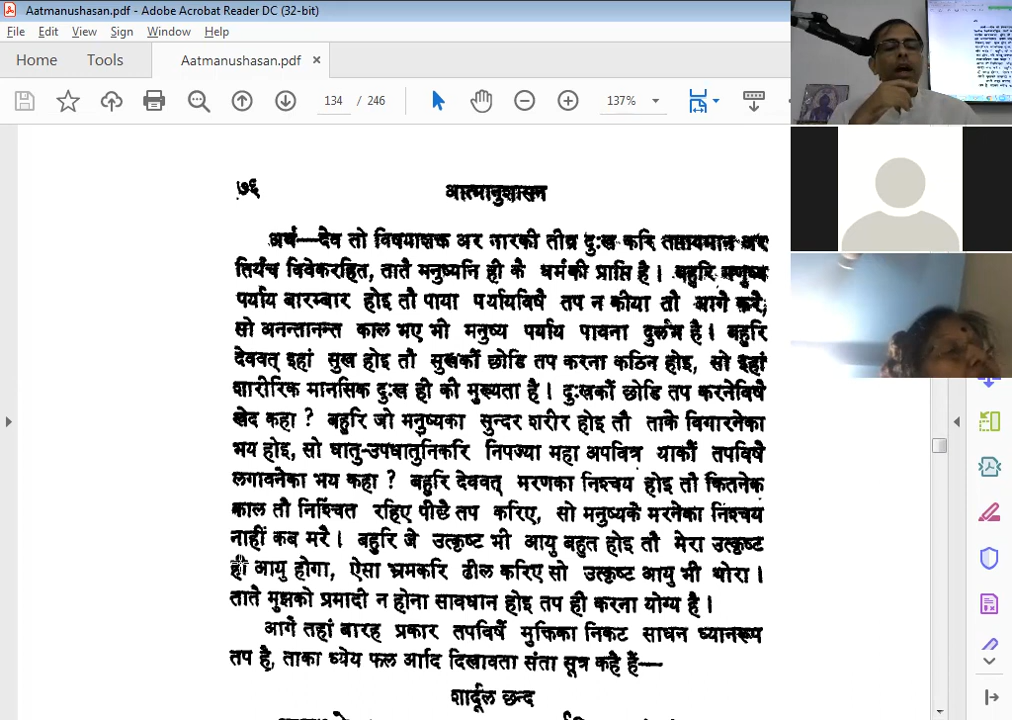 Aatmanushasan.pdf - Adobe Acrobat Reader DC (32-bit)
File Edit View Sign Window Help
Home Tools Aatmanushasan.pdf ×
134 / 246 137%
७६ आत्मानुशासन
अर्थ—देव तो विषयाशक्त अर नारकी तीव्र दुःख करि तप्तायमान अर
तिर्यंच विवेकरहित, तातै मनुष्यनि ही कै धर्मकी प्राप्ति है। बहुरि मनुष्य
पर्याय बारम्बार होइ तौ पाया पर्यायविषै तप न कीया तौ आगै करै,
सो अनन्तानन्त काल भए भी मनुष्य पर्याय पावना दुर्लभ है। बहुरि
देववत् इहां सुख होइ तौ सुखकौं छोडि तप करना कठिन होइ, सो इहां
शारीरिक मानसिक दुःख ही की मुख्यता है। दुःखकौं छोडि तप करनेविषै
खेद कहा ? बहुरि जो मनुष्यका सुन्दर शरीर होइ तौ ताके विगारनेका
भय होइ, सो धातु-उपधातुनिकरि निपज्या महा अपवित्र याकौं तपविषै
लगावनेका भय कहा ? बहुरि देववत् मरणका निश्चय होइ तौ कितनेक
काल तौ निश्चित रहिए पीछै तप करिए, सो मनुष्यकै मरनेका निश्चय
नाहीं कब मरै। बहुरि जे उत्कृष्ट भी आयु बहुत होइ तौ मेरा उत्कृष्ट
ही आयु होगा, ऐसा भ्रमकरि ढील करिए सो उत्कृष्ट आयु भी थोरा।
तातै मुझको प्रमादी न होना सावधान होइ तप ही करना योग्य है।
आगें तहां बारह प्रकार तपविषैं मुक्तिका निकट साधन ध्यानरूप
तप है, ताका ध्येय फल आदि दिखावता संता सूत्र कहै हैं—
शार्दूल छन्द